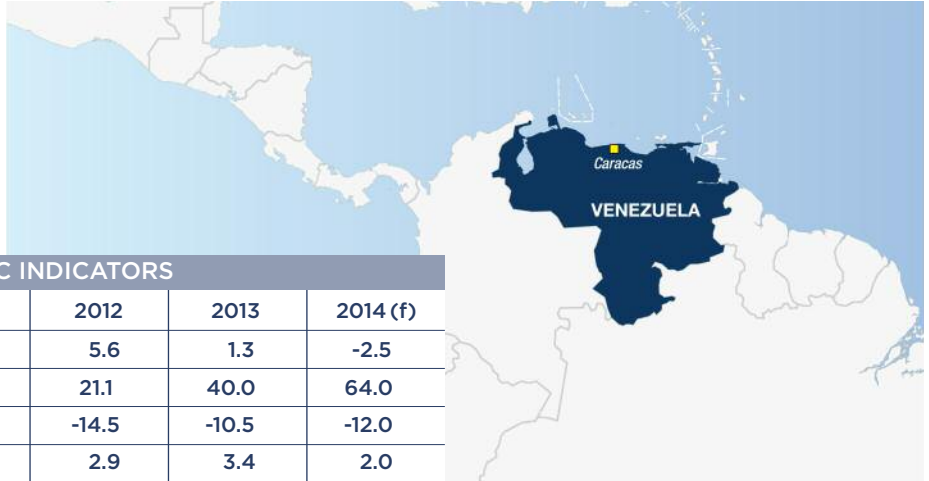 Caracas
VENEZUELA
C INDICATORS
2012 2013 2014 (f)
5.6 1.3 -2.5
21.1 40.0 64.0
-14.5 -10.5 -12.0
2.9 3.4 2.0